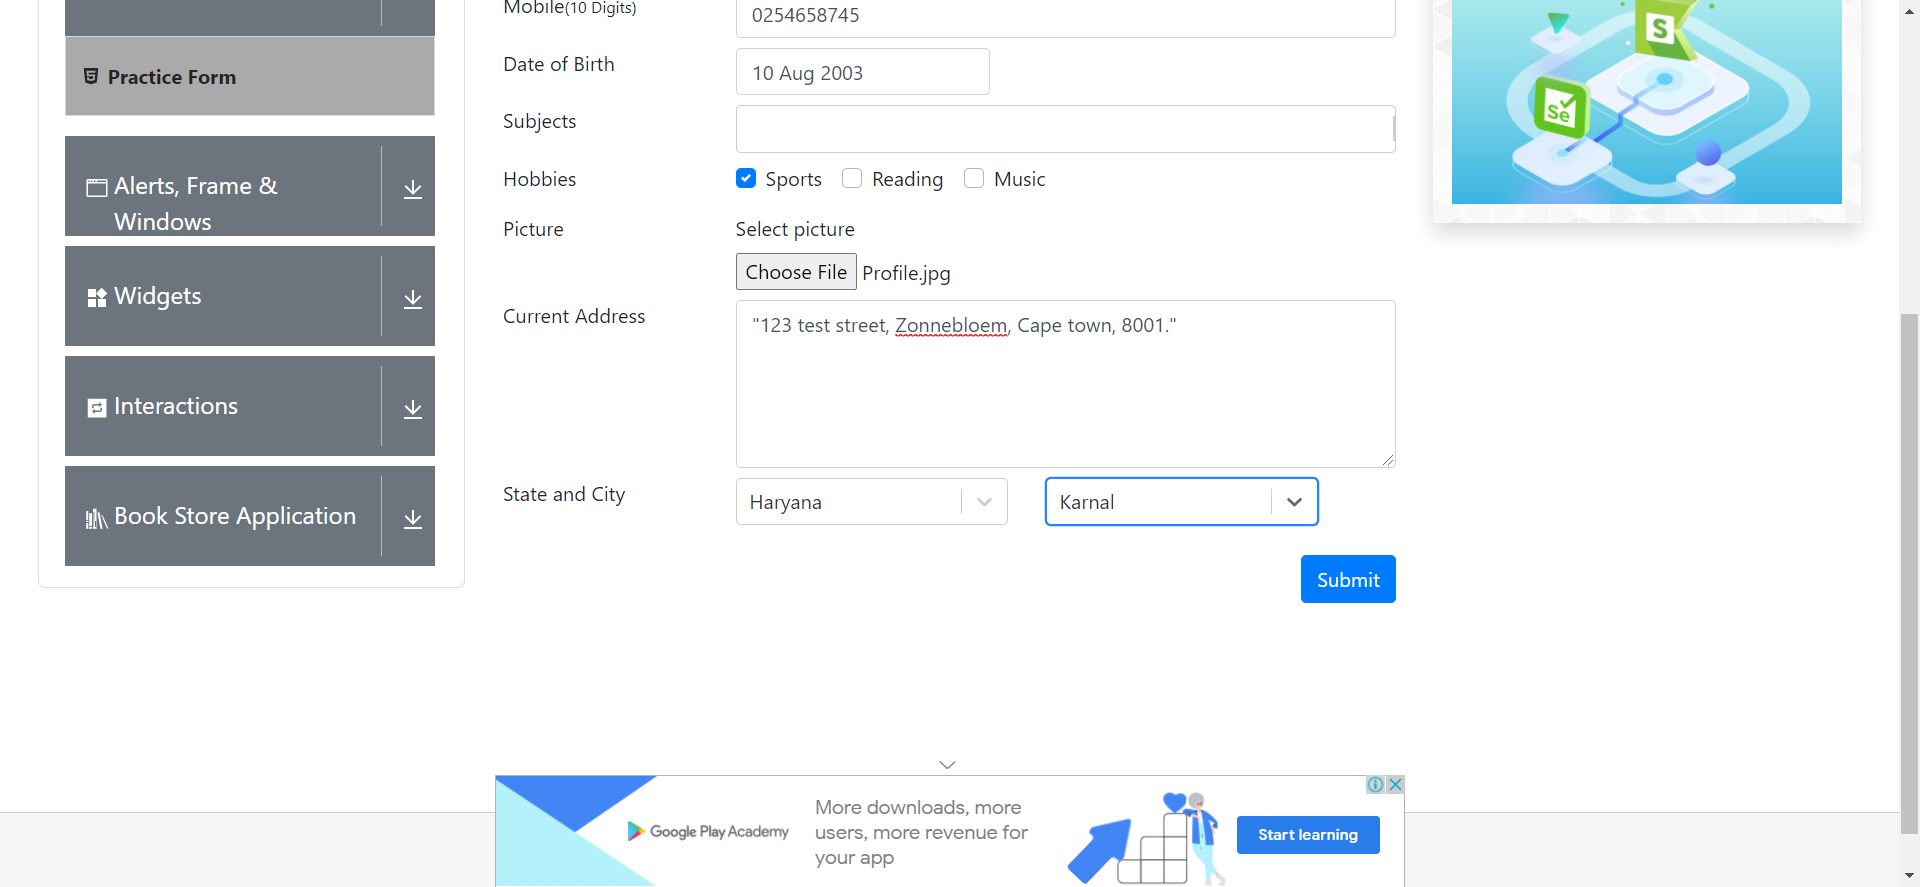 Practice Form
Alerts, Frame &
Windows
Widgets
Interactions
Book Store Application
Mobile(10 Digits)
0254658745
Date of Birth
10 Aug 2003
Subjects
Hobbies
Sports Reading Music
Picture
Select picture
Choose File Profile.jpg
Current Address
"123 test street, Zonnebloem, Cape town, 8001."
State and City
Haryana
Karnal
Submit
S
Se
Google Play Academy
More downloads, more
users, more revenue for
your app
Start learning